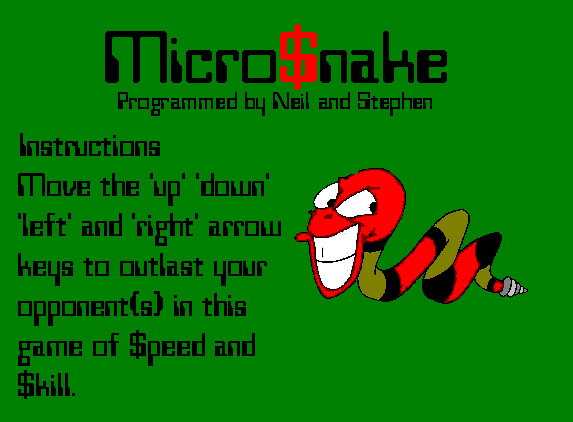 Micro$nake
Programmed by Neil and Stephen
Instructions
Move the 'up' 'down'
'left' and 'right' arrow
keys to outlast your
opponent(s) in this
game of $peed and
$kill.